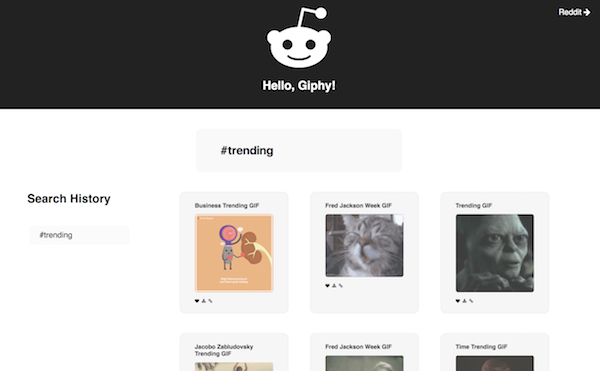 Reddit
Hello, Giphy!
#trending
Search History
#trending
Business Trending GIF
Fred Jackson Week GIF
Trending GIF
Jacobo Zabludovsky
Trending GIF
Fred Jackson Week GIF
Time Trending GIF